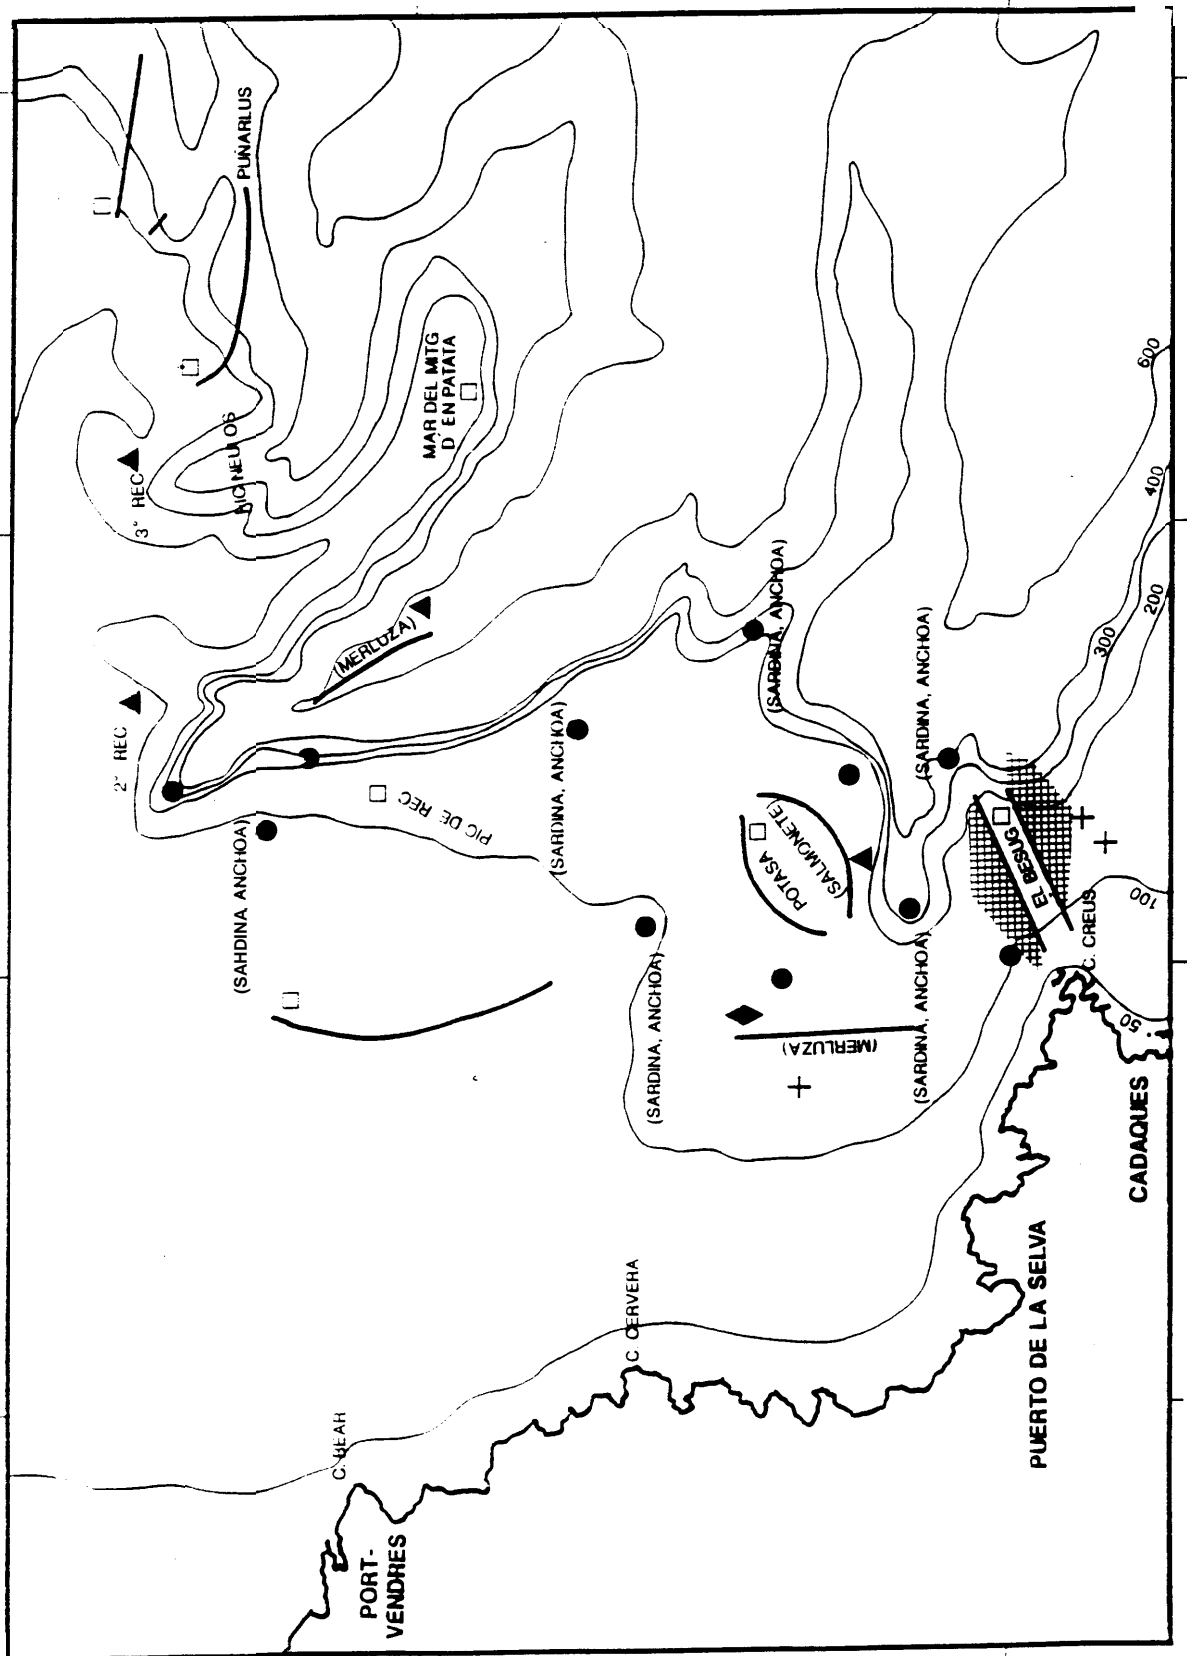 PUNARLUS
3° REC
MAR DEL MITG
D' EN PATATA
2° REC
(MERLUZA)
PIC DE REC
(SAHDINA, ANCHOA)
(SARDINA, ANCHOA)
(SARDINA, ANCHOA)
(SARDINA, ANCHOA)
(SARDINA, ANCHOA)
(SARDINA, ANCHOA)
POTASA
(SALMONETE)
(MERLUZA)
EL BESUG
600
400
200
300
100
50
C. CREUS
CADAQUES
PUERTO DE LA SELVA
C. CERVERA
C. BEAR
PORT-
VENDRES